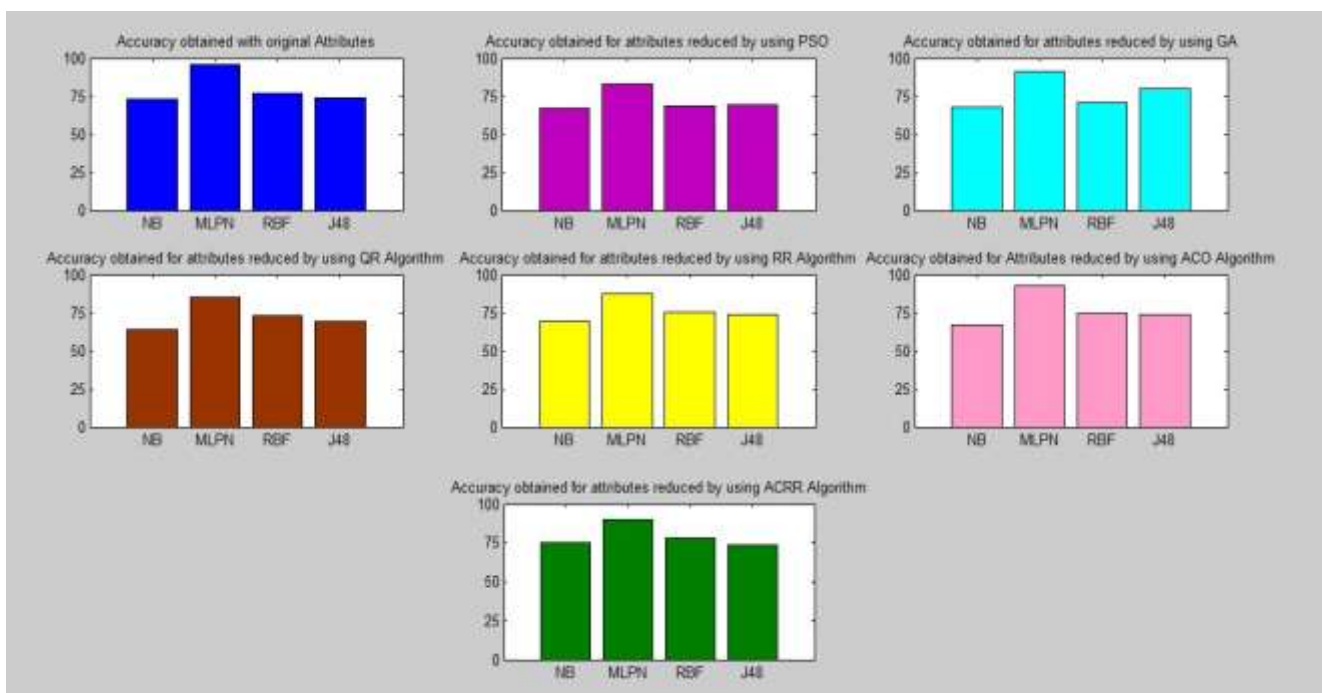 Accuracy obtained with original Attributes
100
75
50
25
0
NB MLPN RBF J48
Accuracy obtained for attributes reduced by using PSO
100
75
50
25
0
NB MLPN RBF J48
Accuracy obtained for attributes reduced by using GA
100
75
50
25
0
NB MLPN RBF J48
Accuracy obtained for attributes reduced by using QR Algorithm
100
75
50
25
0
NB MLPN RBF J48
Accuracy obtained for attributes reduced by using RR Algorithm
100
75
50
25
0
NB MLPN RBF J48
Accuracy obtained for Attributes reduced by using ACO Algorithm
100
75
50
25
0
NB MLPN RBF J48
Accuracy obtained for attributes reduced by using ACRR Algorithm
100
75
50
25
0
NB MLPN RBF J48